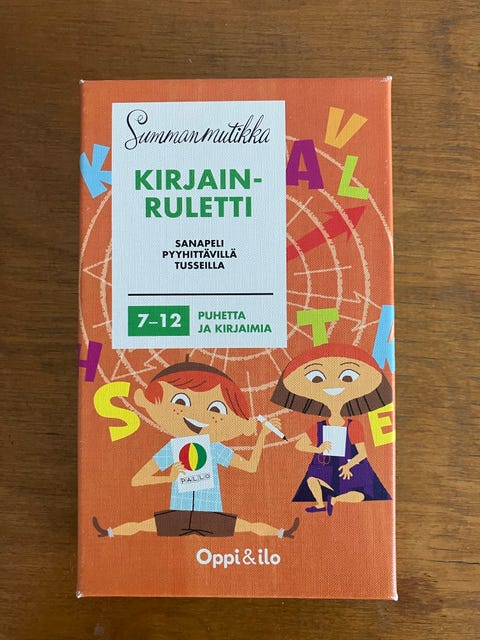 Summanmutikka
KIRJAIN-
RULETTI
SANAPELI
PYYHITTÄVILLÄ
TUSSEILLA
7–12
PUHETTA
JA KIRJAIMIA
V
K
A
L
T
K
H
S
E
PALLO
Oppi&ilo